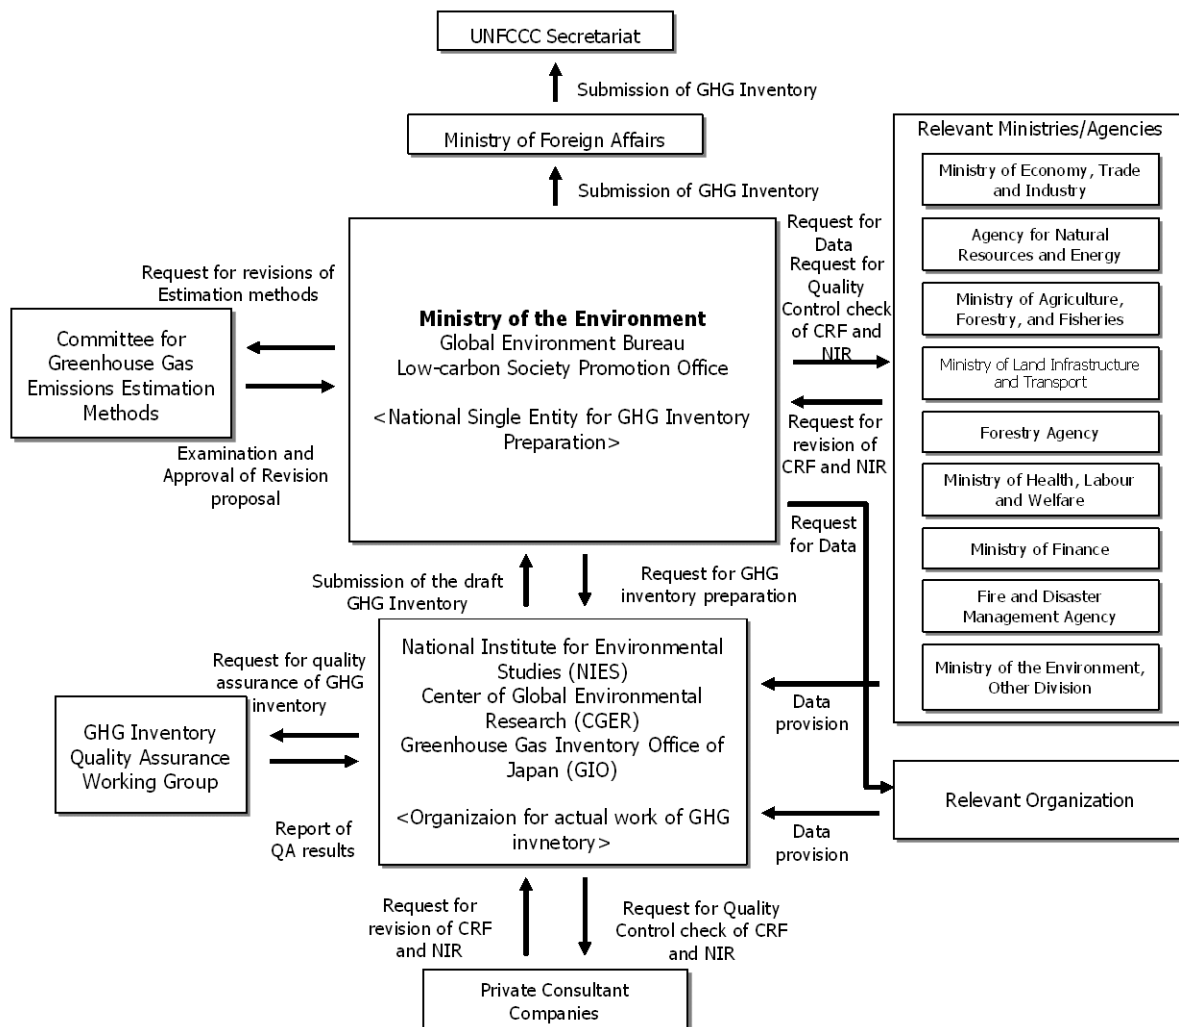 UNFCCC Secretariat
Submission of GHG Inventory
Ministry of Foreign Affairs
Submission of GHG Inventory
Relevant Ministries/Agencies
Ministry of Economy, Trade
and Industry
Agency for Natural
Resources and Energy
Ministry of Agriculture,
Forestry, and Fisheries
Ministry of Land Infrastructure
and Transport
Forestry Agency
Ministry of Health, Labour
and Welfare
Ministry of Finance
Fire and Disaster
Management Agency
Ministry of the Environment,
Other Division
Request for
Data
Request for
Quality
Control check
of CRF and
NIR
Request for
revision of
CRF and NIR
Request
for Data
Request for revisions of
Estimation methods
Committee for
Greenhouse Gas
Emissions Estimation
Methods
Examination and
Approval of Revision
proposal
Ministry of the Environment
Global Environment Bureau
Low-carbon Society Promotion Office
<National Single Entity for GHG Inventory
Preparation>
Submission of the draft
GHG Inventory
Request for GHG
inventory preparation
National Institute for Environmental
Studies (NIES)
Center of Global Environmental
Research (CGER)
Greenhouse Gas Inventory Office of
Japan (GIO)
<Organizaion for actual work of GHG
invnetory>
Request for quality
assurance of GHG
inventory
GHG Inventory
Quality Assurance
Working Group
Report of
QA results
Data
provision
Relevant Organization
Data
provision
Request for
revision of CRF
and NIR
Request for Quality
Control check of CRF
and NIR
Private Consultant
Companies